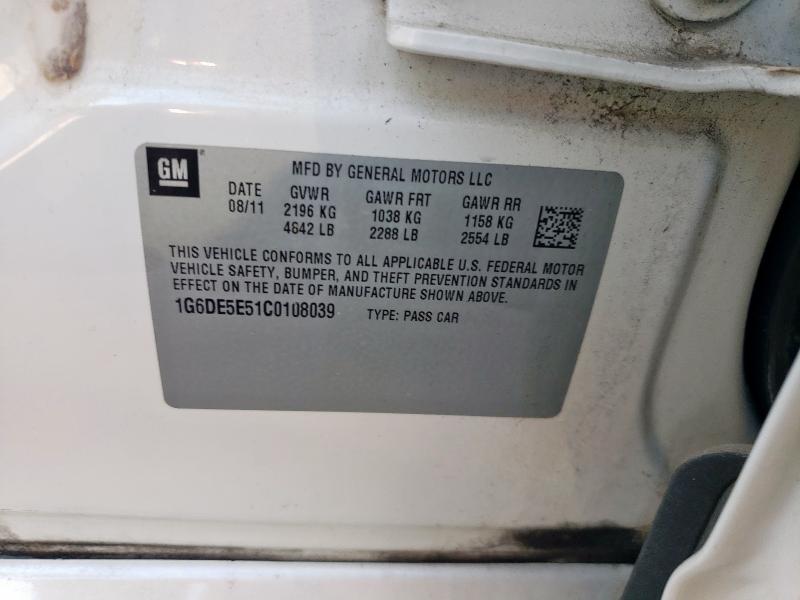 GM
MFD BY GENERAL MOTORS LLC
DATE GVWR GAWR FRT GAWR RR
08/11 2196 KG 1038 KG 1158 KG
4842 LB 2288 LB 2554 LB
THIS VEHICLE CONFORMS TO ALL APPLICABLE U.S. FEDERAL MOTOR
VEHICLE SAFETY, BUMPER, AND THEFT PREVENTION STANDARDS IN
EFFECT ON THE DATE OF MANUFACTURE SHOWN ABOVE.
1G6DE5E51C0108039 TYPE: PASS CAR